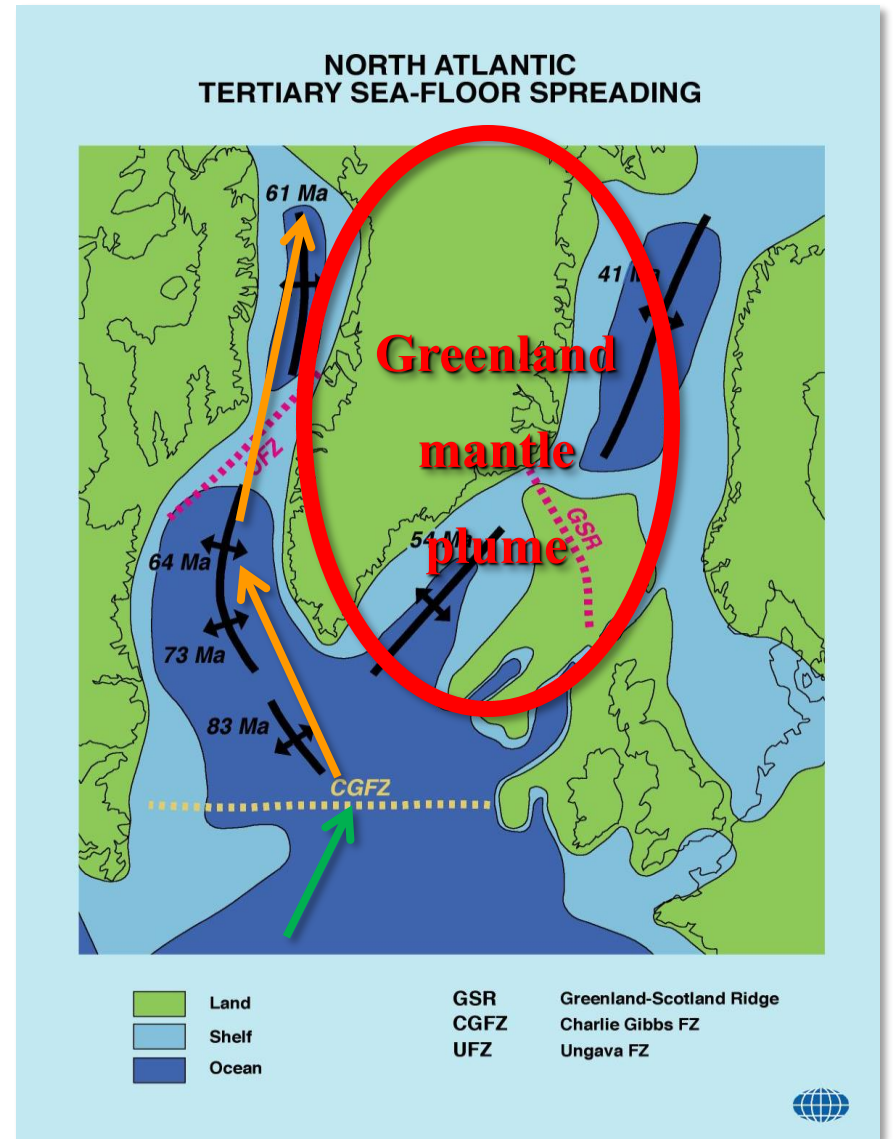 NORTH ATLANTIC
TERTIARY SEA-FLOOR SPREADING
61 Ma
41 Ma
Greenland
mantle
plume
UFZ
GSR
54
64 Ma
73 Ma
83 Ma
CGFZ
Land
Shelf
Ocean
GSR Greenland-Scotland Ridge
CGFZ Charlie Gibbs FZ
UFZ Ungava FZ